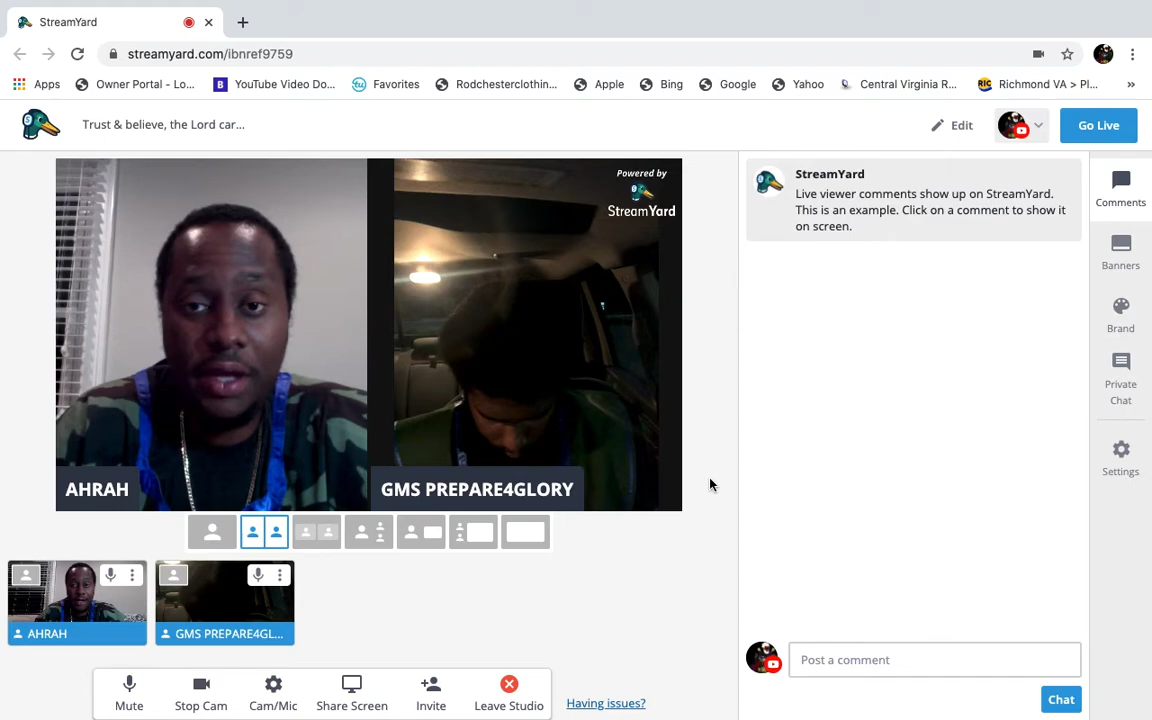 StreamYard
streamyard.com/ibnref9759
Apps
Owner Portal - Lo...
YouTube Video Do...
Favorites
Rodchesterclothin...
Apple
Bing
Google
Yahoo
Central Virginia R...
RIC
Richmond VA > Pl...
»
Trust & believe, the Lord car...
Edit
Go Live
Powered by
StreamYard
AHRAH
GMS PREPARE4GLORY
StreamYard
Live viewer comments show up on StreamYard.
This is an example. Click on a comment to show it
on screen.
Comments
Banners
Brand
Private
Chat
Settings
AHRAH
GMS PREPARE4GL...
Mute
Stop Cam
Cam/Mic
Share Screen
Invite
Leave Studio
Having issues?
Post a comment
Chat